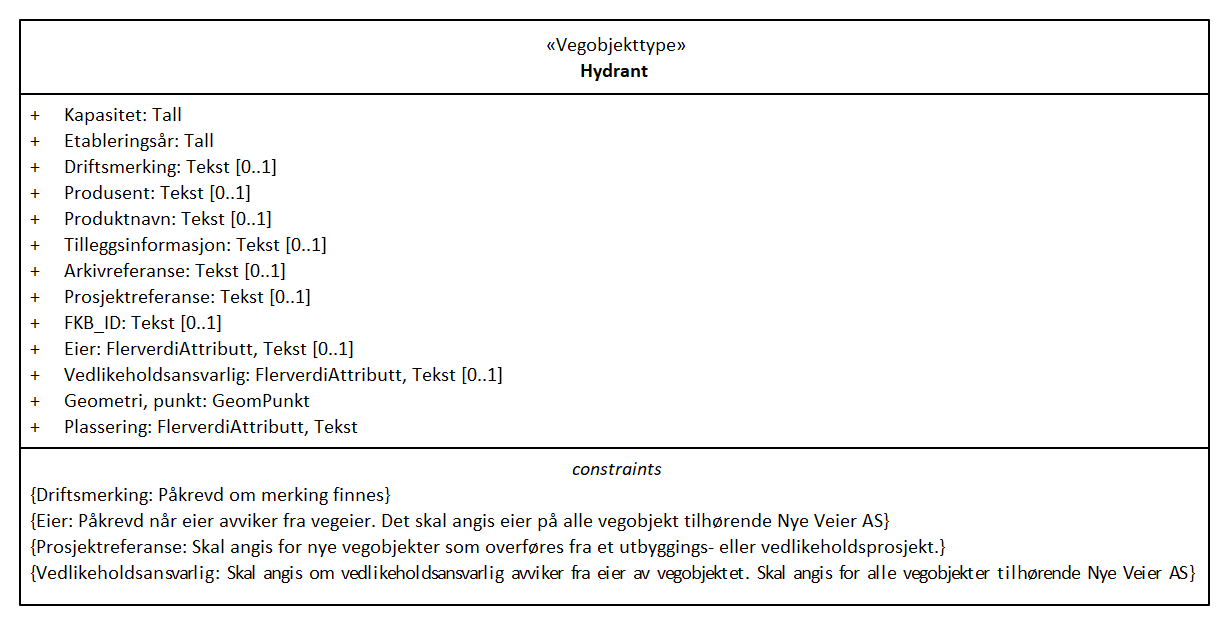 «Vegobjekttype»
Hydrant
+ Kapasitet: Tall
+ Etableringsår: Tall
+ Driftsmerking: Tekst [0..1]
+ Produsent: Tekst [0..1]
+ Produktnavn: Tekst [0..1]
+ Tilleggsinformasjon: Tekst [0..1]
+ Arkivreferanse: Tekst [0..1]
+ Prosjektreferanse: Tekst [0..1]
+ FKB_ID: Tekst [0..1]
+ Eier: FlerverdiAttributt, Tekst [0..1]
+ Vedlikeholdsansvarlig: FlerverdiAttributt, Tekst [0..1]
+ Geometri, punkt: GeomPunkt
+ Plassering: FlerverdiAttributt, Tekst
constraints
{Driftsmerking: Påkrevd om merking finnes}
{Eier: Påkrevd når eier avviker fra vegeier. Det skal angis eier på alle vegobjekt tilhørende Nye Veier AS}
{Prosjektreferanse: Skal angis for nye vegobjekter som overføres fra et utbyggings- eller vedlikeholdsprosjekt.}
{Vedlikeholdsansvarlig: Skal angis om vedlikeholdsansvarlig avviker fra eier av vegobjektet. Skal angis for alle vegobjekter tilhørende Nye Veier AS}